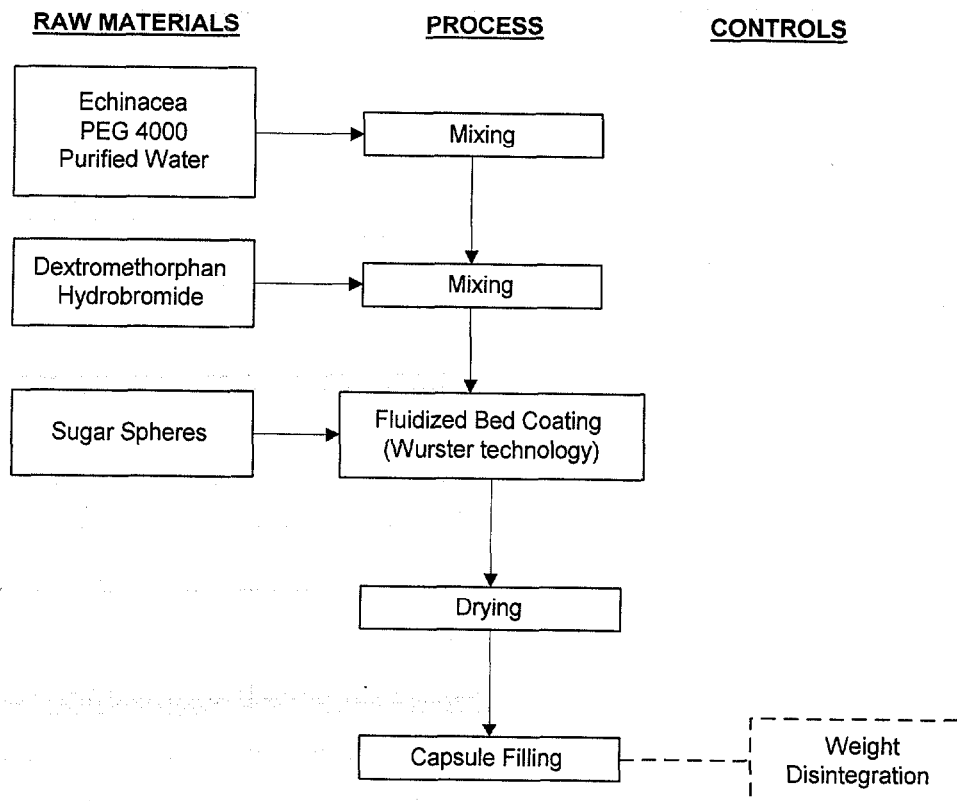 RAW MATERIALS
PROCESS
CONTROLS
Echinacea
PEG 4000
Purified Water
Mixing
Dextromethorphan
Hydrobromide
Mixing
Sugar Spheres
Fluidized Bed Coating
(Wurster technology)
Drying
Capsule Filling
Weight
Disintegration